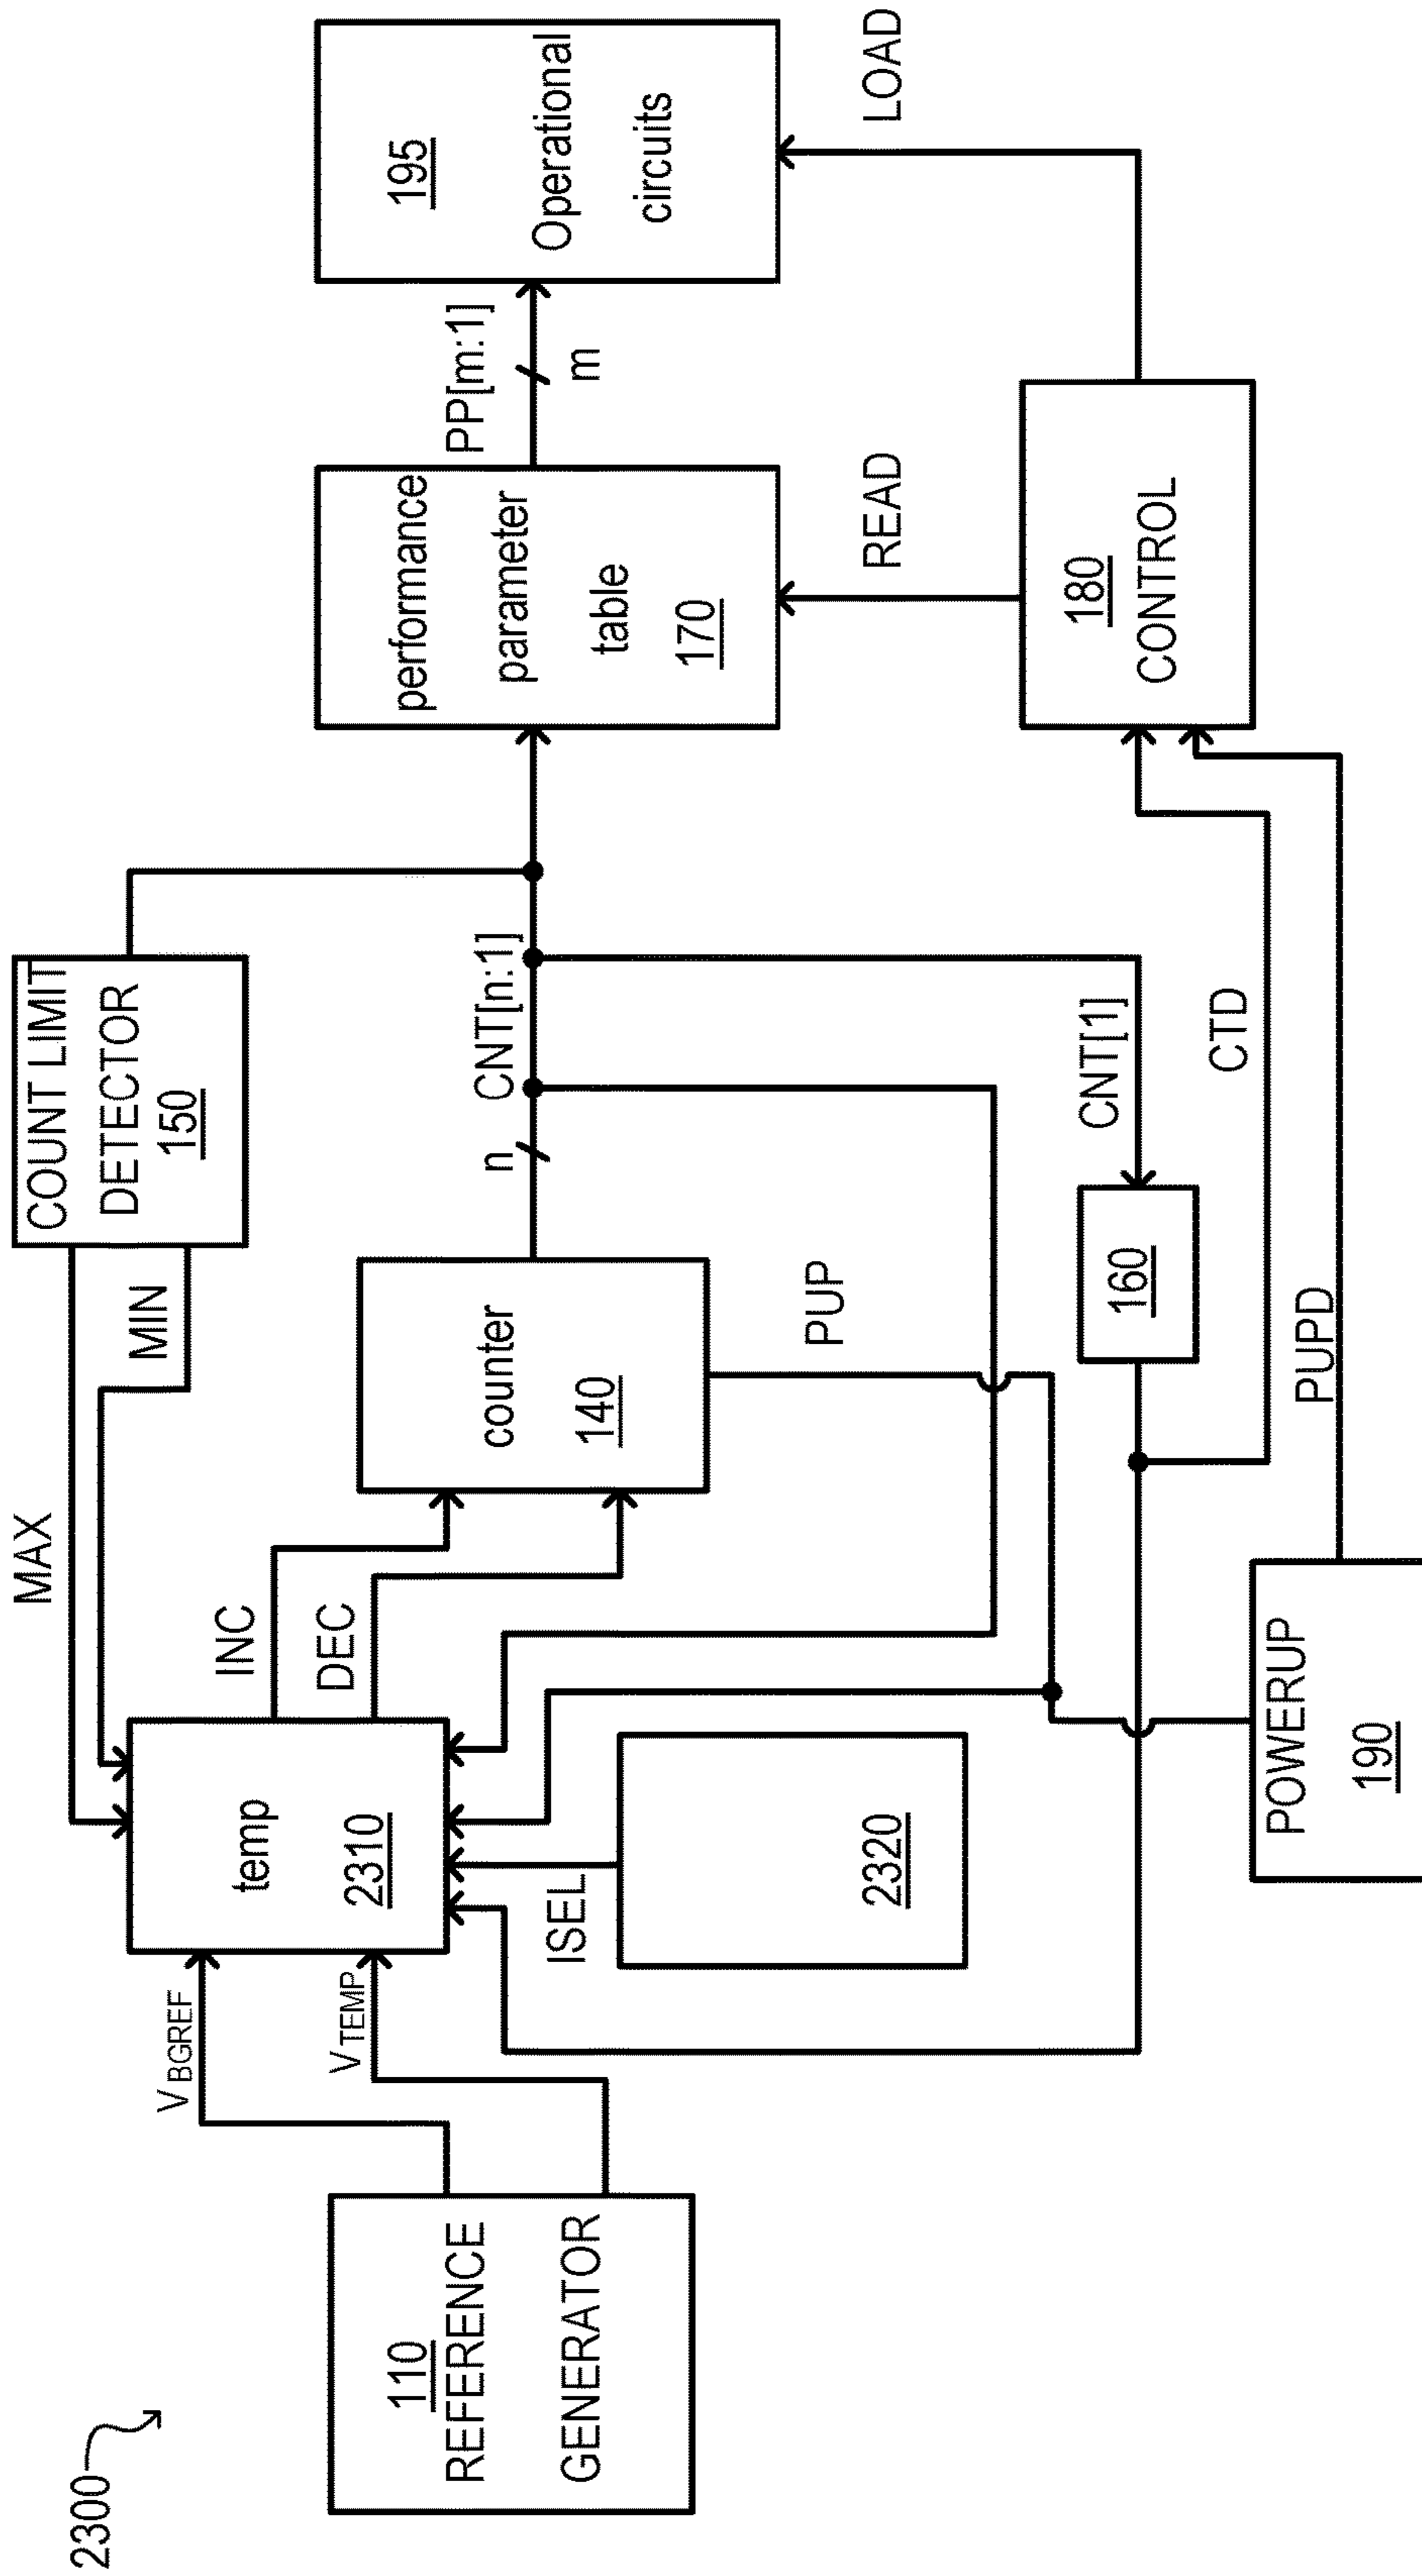 2300
110
REFERENCE
GENERATOR
V BGREF
V TEMP
temp
2310
MAX
MIN
INC
DEC
ISEL
2320
COUNT LIMIT
DETECTOR
150
counter
140
n
CNT[n:1]
PUP
CNT[1]
160
CTD
PUPD
POWERUP
190
performance
parameter
table
170
READ
180
CONTROL
PP[m:1]
m
195
Operational
circuits
LOAD